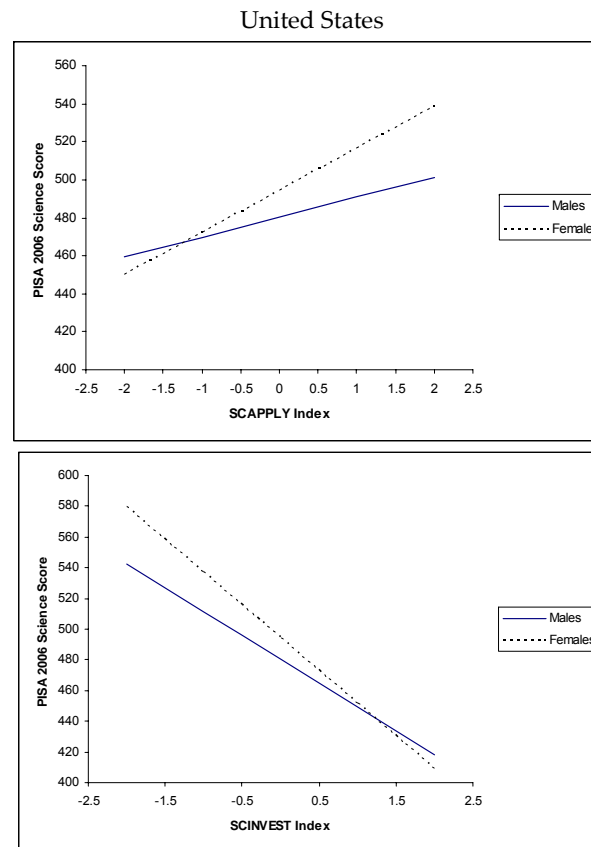 United States
560
540
520
500
480
460
440
420
400
PISA 2006 Science Score
-2.5 -2 -1.5 -1 -0.5 0 0.5 1 1.5 2 2.5
SCAPPLY Index
Males
Female
600
580
560
540
520
500
480
460
440
420
400
PISA 2006 Science Score
-2.5 -1.5 -0.5 0.5 1.5 2.5
SCINVEST Index
Males
Females